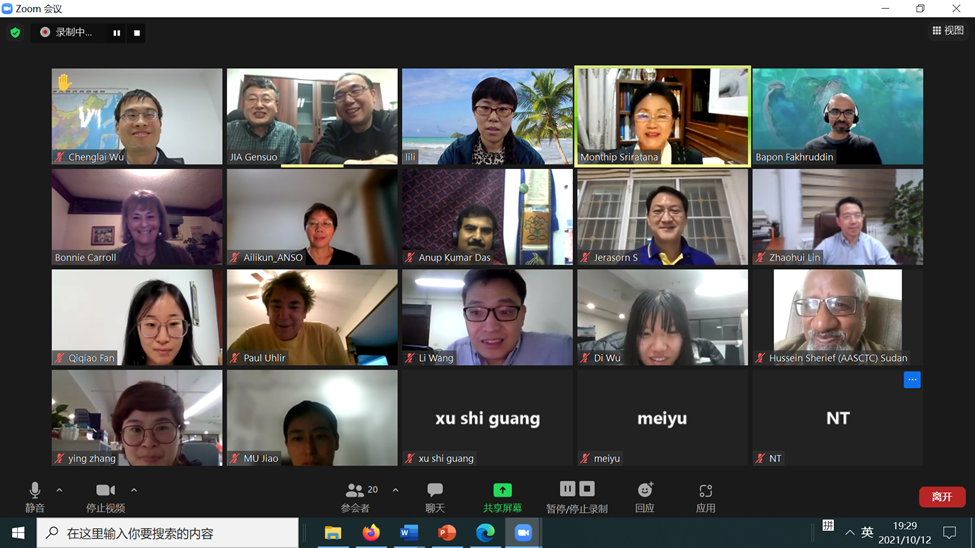 Zoom 会议
录制中...
视图
Chenglai Wu
JIA Gensuo
lili
Monthip Sriratana
Bapon Fakhruddin
Bonnie Carroll
Ailikun_ANSO
Anup Kumar Das
Jerasorn S
Zhaohui Lin
Qiqiao Fan
Paul Uhlir
Li Wang
Di Wu
Hussein Sherief (AASCTC) Sudan
xu shi guang
meiyu
NT
ying zhang
MU Jiao
xu shi guang
meiyu
NT
20
静音
停止视频
参会者
聊天
共享屏幕
暂停/停止录制
回应
应用
离开
在这里输入你要搜索的内容
英
19:29
2021/10/12